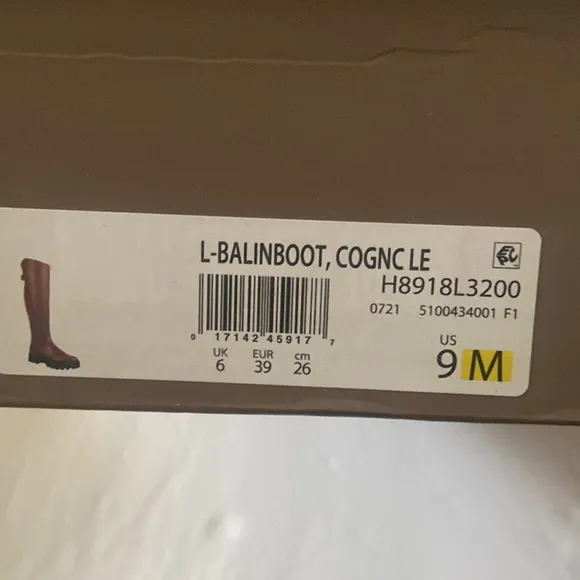 L-BALINBOOT, COGNC LE
H8918L3200
0721 5100434001 F1
0 17142 45917 7
UK EUR cm
6 39 26
US
9 M